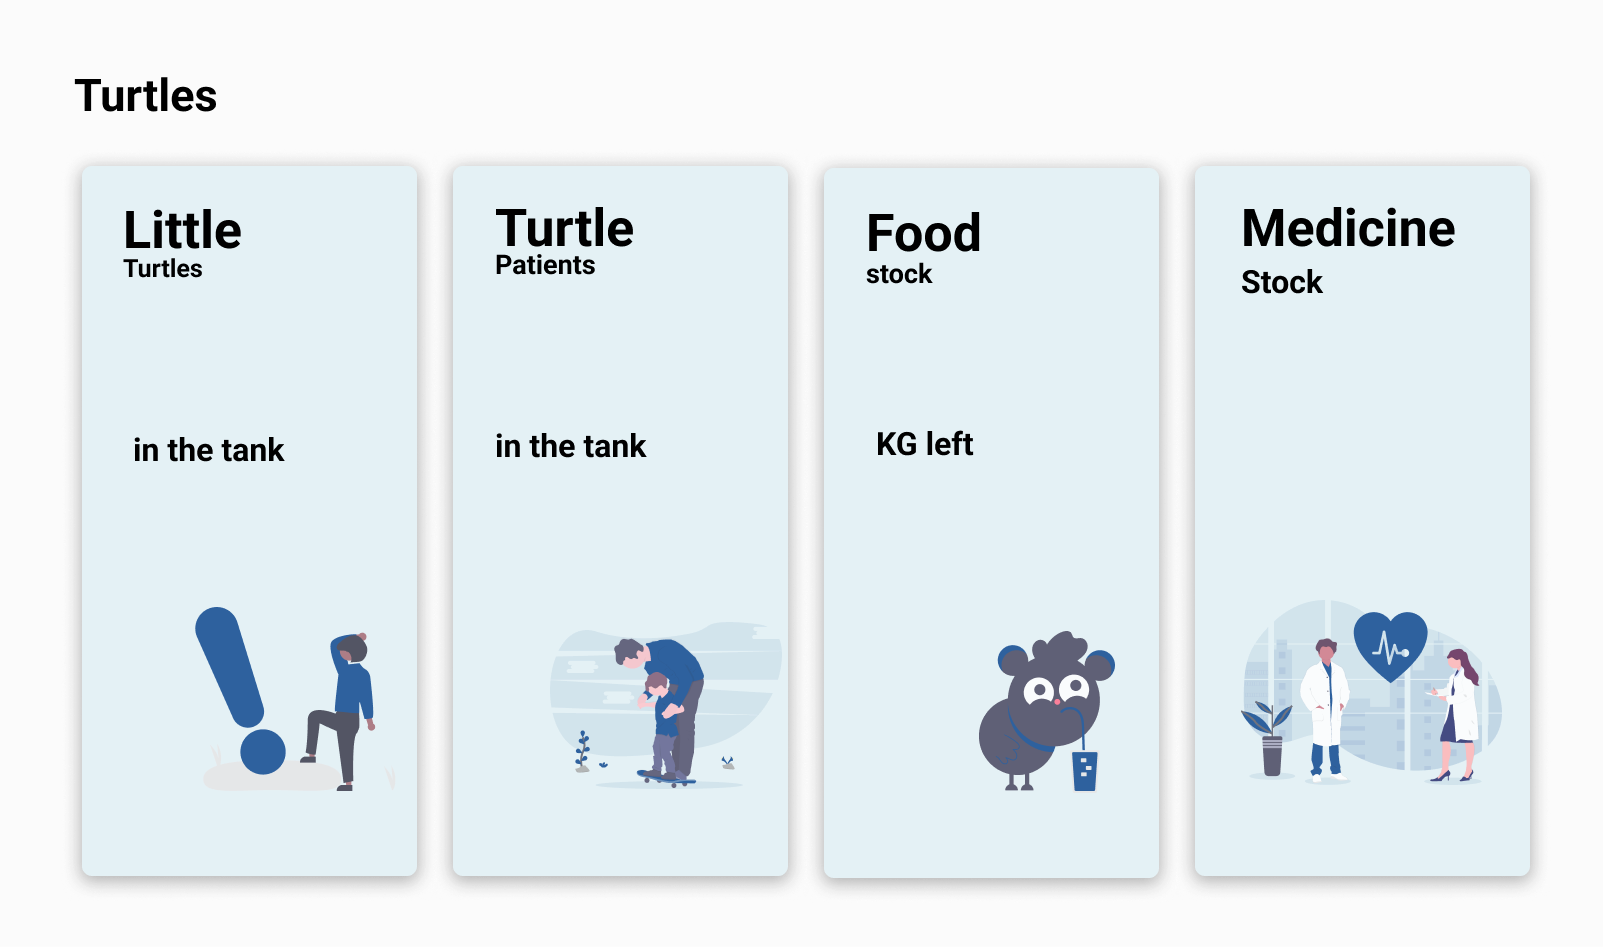 Turtles
Little
Turtles
in the tank
Turtle
Patients
in the tank
Food
stock
KG left
Medicine
Stock